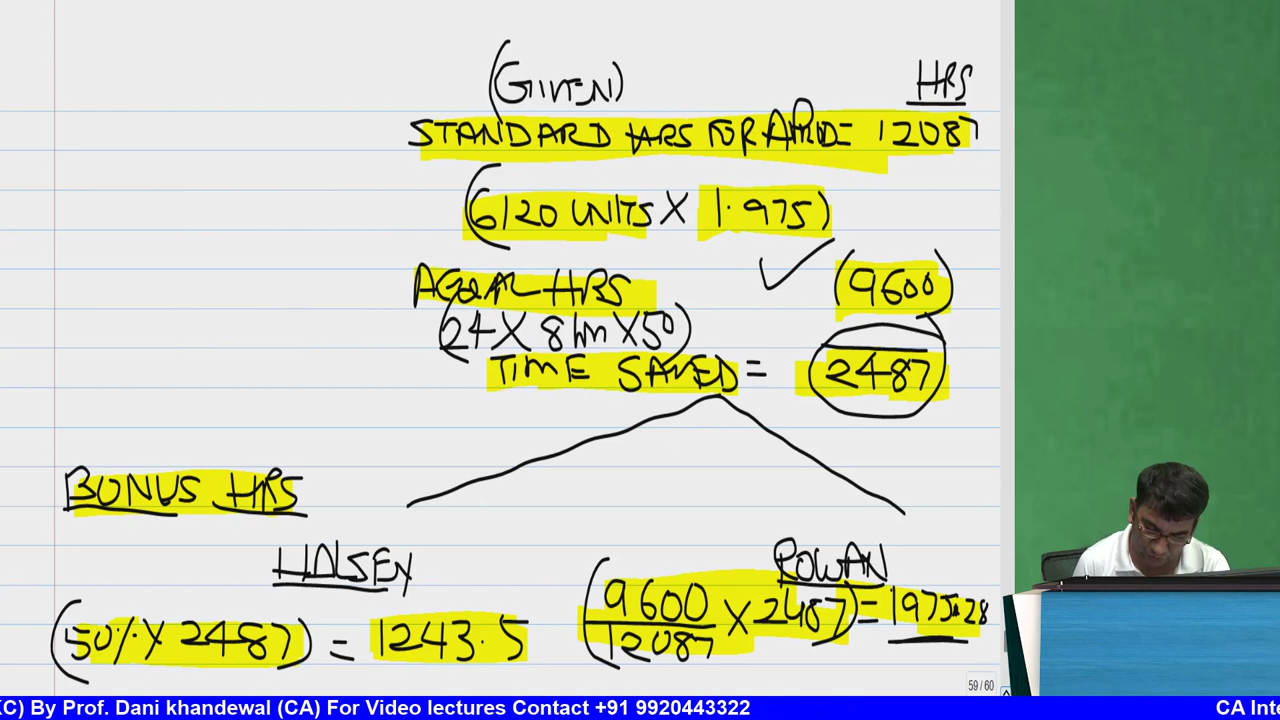 (GIVEN) HRS
STANDARD HRS FOR A.PROD= 12087
(6120 UNITS X 1.975)
ACTUAL HRS (9600)
(24 X 8 hrs X 50)
TIME SAVED = 2487
BONUS HRS
HALSEY ROWAN
(50% X 2487) = 1243.5
(9600/12087 X 2487) = 1975.28
59 / 60
KC) By Prof. Dani khandewal (CA) For Video lectures Contact +91 9920443322 CA Inte